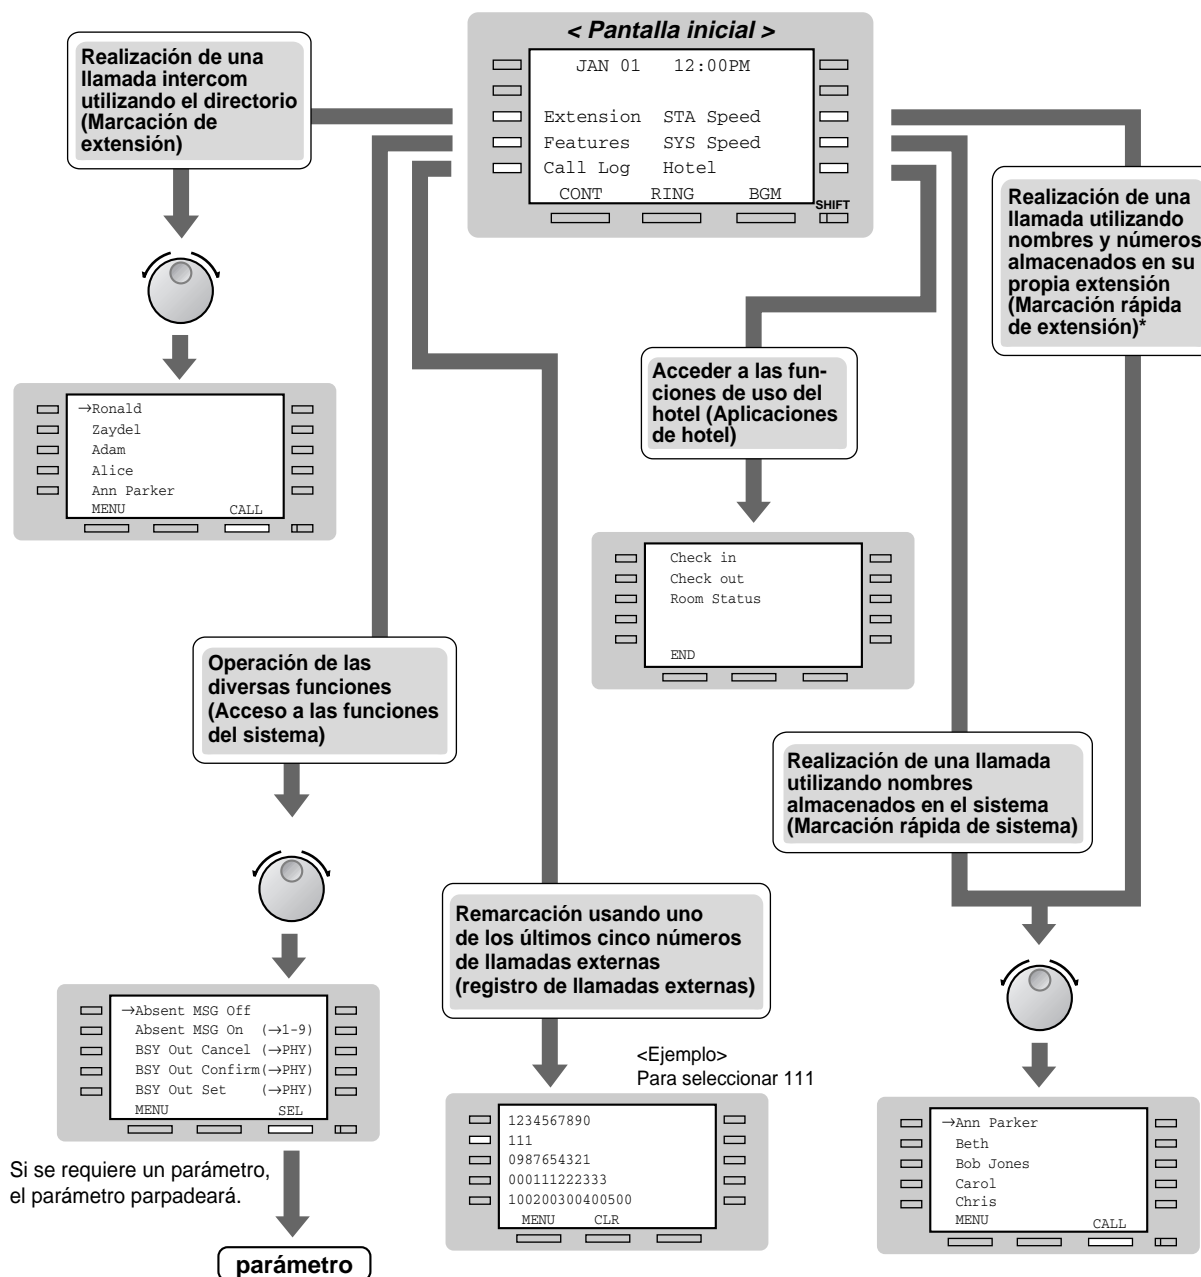 < Pantalla inicial >
JAN 01 12:00PM
Extension STA Speed
Features SYS Speed
Call Log Hotel
CONT RING BGM
SHIFT
Realización de una
llamada intercom
utilizando el directorio
(Marcación de
extensión)
→Ronald
Zaydel
Adam
Alice
Ann Parker
MENU CALL
Realización de una
llamada utilizando
nombres y números
almacenados en su
propia extensión
(Marcación rápida
de extensión)*
Acceder a las fun-
ciones de uso del
hotel (Aplicaciones
de hotel)
Check in
Check out
Room Status
END
Operación de las
diversas funciones
(Acceso a las funciones
del sistema)
Realización de una llamada
utilizando nombres
almacenados en el sistema
(Marcación rápida de sistema)
Remarcación usando uno
de los últimos cinco números
de llamadas externas
(registro de llamadas externas)
→Absent MSG Off
Absent MSG On (→1-9)
BSY Out Cancel (→PHY)
BSY Out Confirm(→PHY)
BSY Out Set (→PHY)
MENU SEL
Si se requiere un parámetro,
el parámetro parpadeará.
parámetro
<Ejemplo>
Para seleccionar 111
1234567890
111
0987654321
000111222333
100200300400500
MENU CLR
→Ann Parker
Beth
Bob Jones
Carol
Chris
MENU CALL